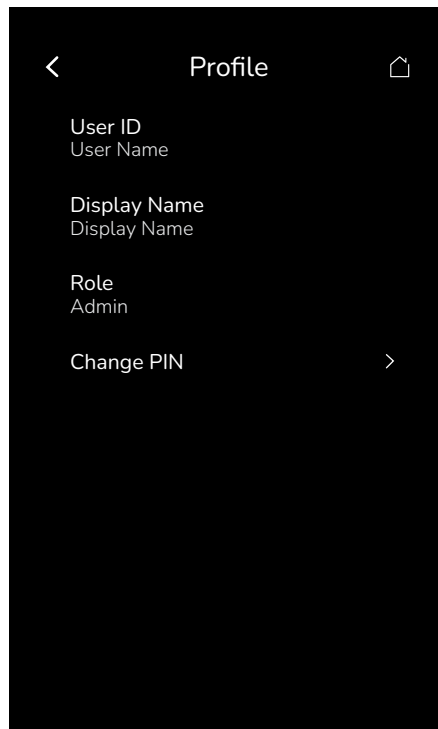 Profile
User ID
User Name
Display Name
Display Name
Role
Admin
Change PIN